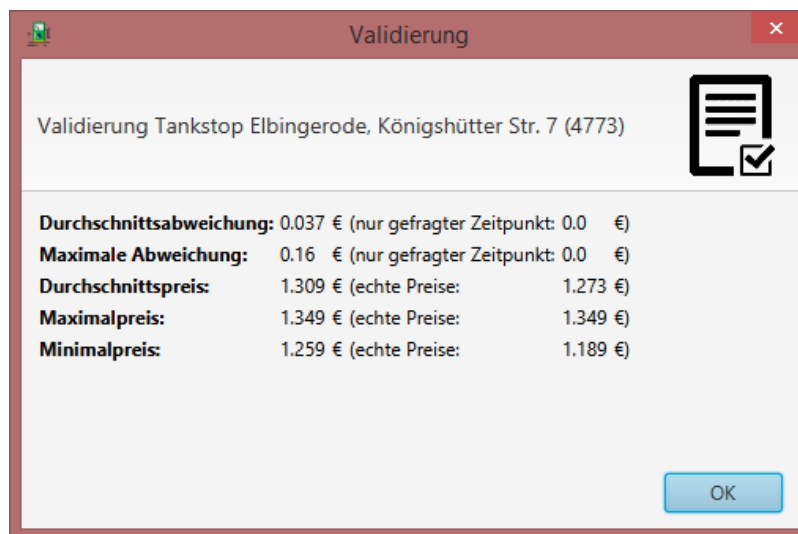 Validierung
Validierung Tankstop Elbingerode, Königshütter Str. 7 (4773)
Durchschnittsabweichung: 0.037 € (nur gefragter Zeitpunkt: 0.0 €)
Maximale Abweichung: 0.16 € (nur gefragter Zeitpunkt: 0.0 €)
Durchschnittspreis: 1.309 € (echte Preise: 1.273 €)
Maximalpreis: 1.349 € (echte Preise: 1.349 €)
Minimalpreis: 1.259 € (echte Preise: 1.189 €)
OK